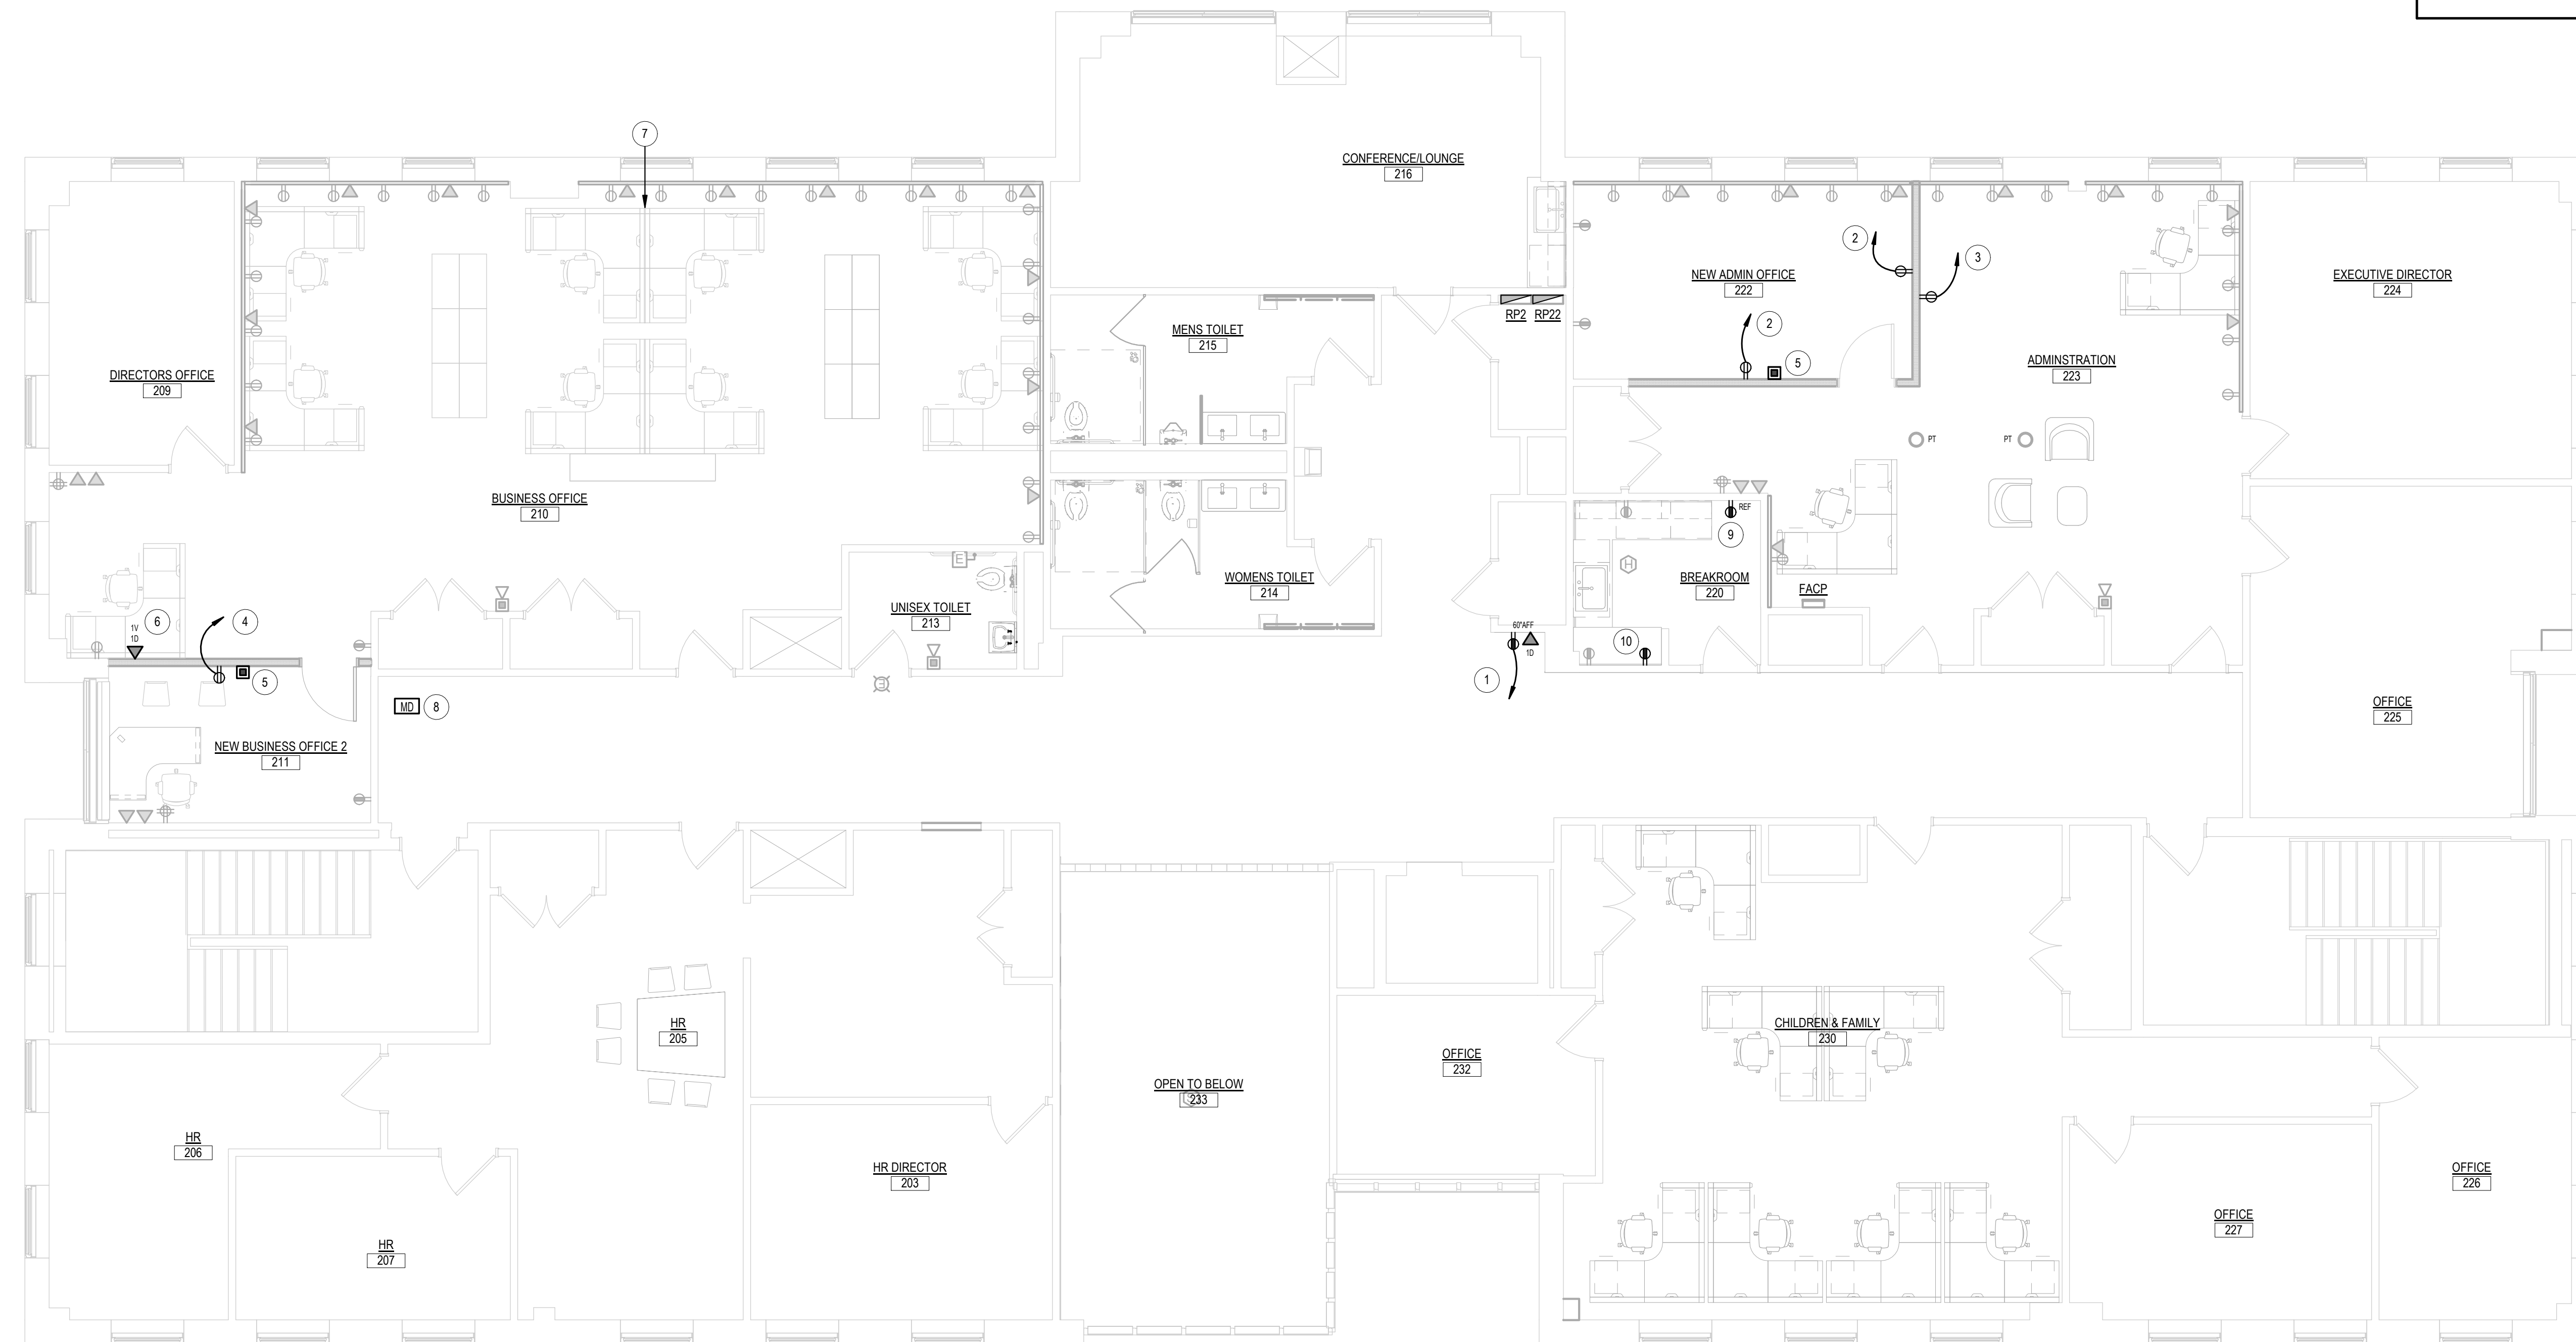 7
CONFERENCE/LOUNGE
216
2
3
NEW ADMIN OFFICE
222
EXECUTIVE DIRECTOR
224
RP2 RP22
2
MENS TOILET
215
5
ADMINSTRATION
223
DIRECTORS OFFICE
209
PT
PT
BUSINESS OFFICE
210
REF
9
H
BREAKROOM
220
FACP
E
WOMENS TOILET
214
UNISEX TOILET
213
6
4
1V
1D
60"AFF
1D
10
5
1
MD
8
OFFICE
225
NEW BUSINESS OFFICE 2
211
HR
205
CHILDREN & FAMILY
230
OFFICE
232
OPEN TO BELOW
233
HR
206
HR DIRECTOR
203
OFFICE
226
OFFICE
227
HR
207